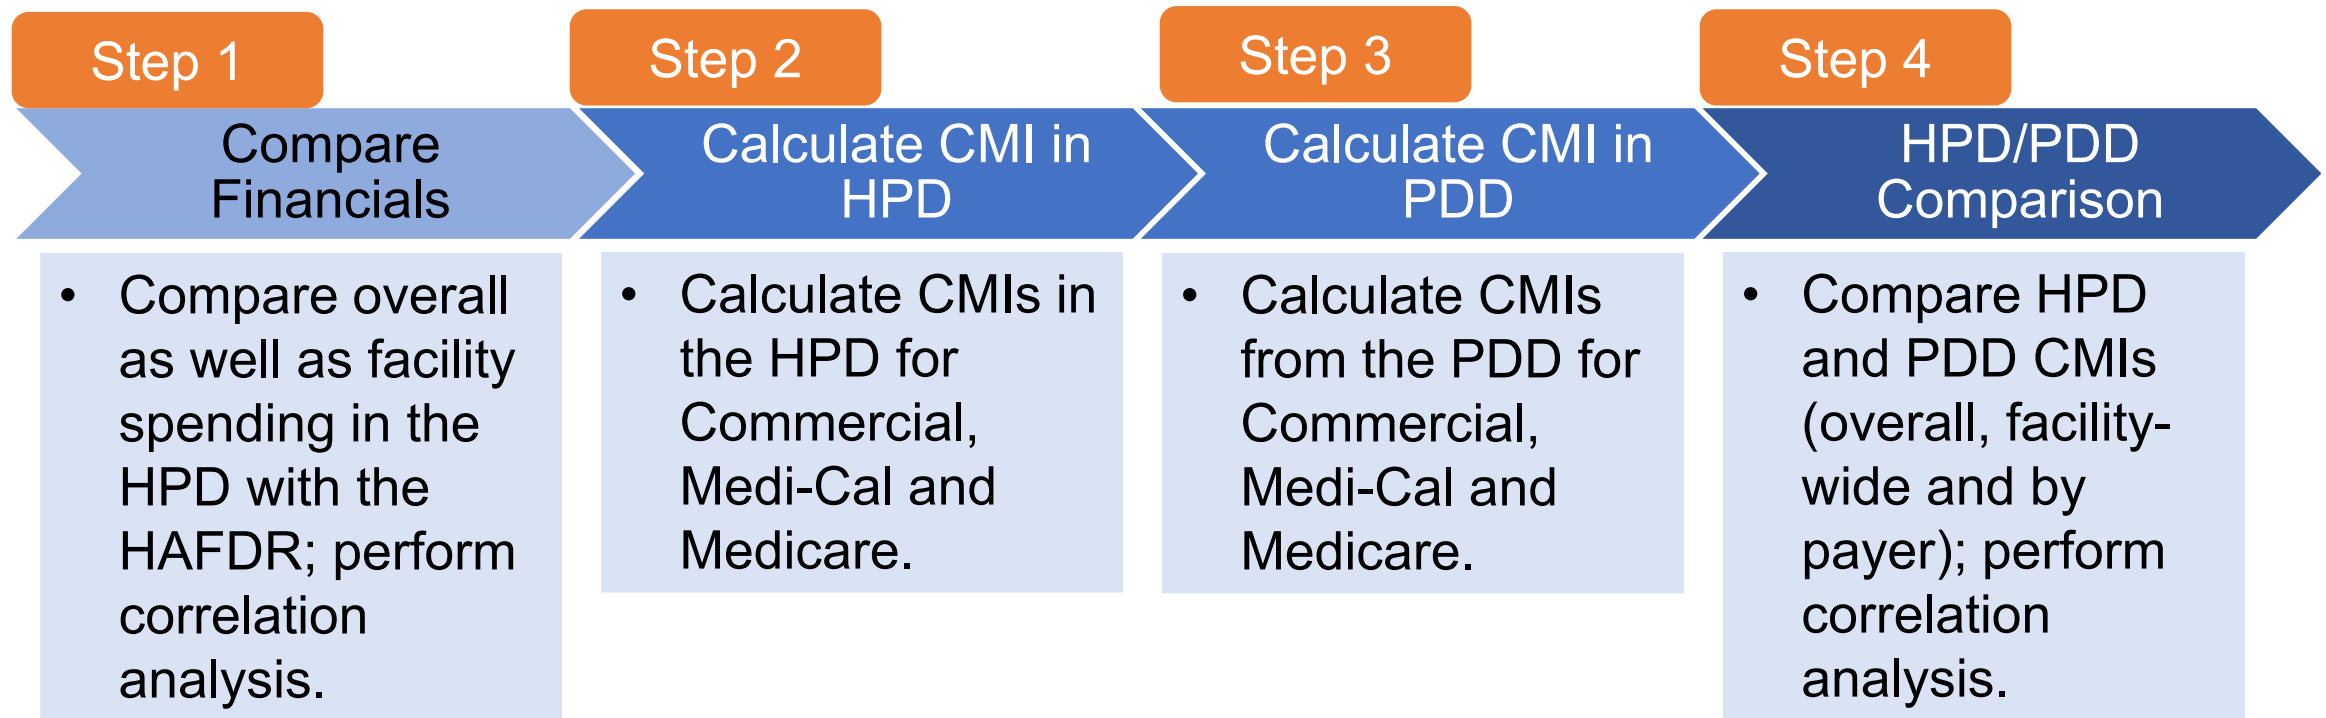 Step 1
Compare
Financials
• Compare overall
as well as facility
spending in the
HPD with the
HAFDR; perform
correlation
analysis.
Step 2
Calculate CMI in
HPD
• Calculate CMIs in
the HPD for
Commercial,
Medi-Cal and
Medicare.
Step 3
Calculate CMI in
PDD
• Calculate CMIs
from the PDD for
Commercial,
Medi-Cal and
Medicare.
Step 4
HPD/PDD
Comparison
• Compare HPD
and PDD CMIs
(overall, facility-
wide and by
payer); perform
correlation
analysis.